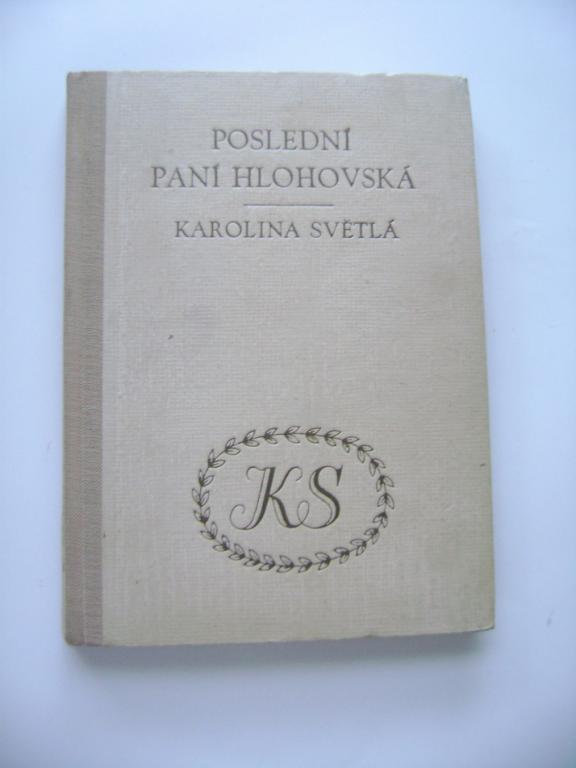 POSLEDNÍ
PANÍ HLOHOVSKÁ
KAROLINA SVĚTLÁ
KS